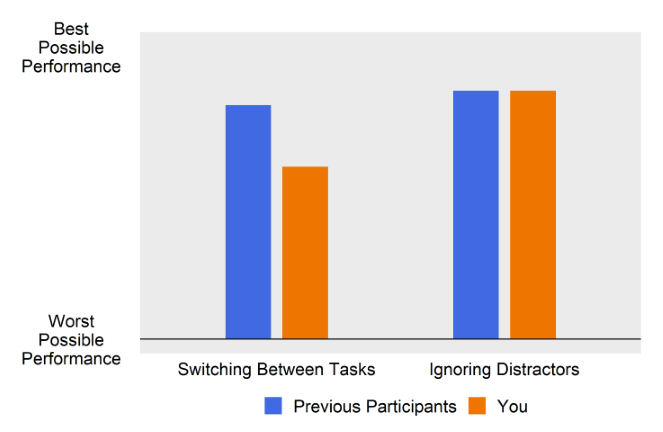 Best
Possible
Performance
Worst
Possible
Performance
Switching Between Tasks
Ignoring Distractors
Previous Participants
You